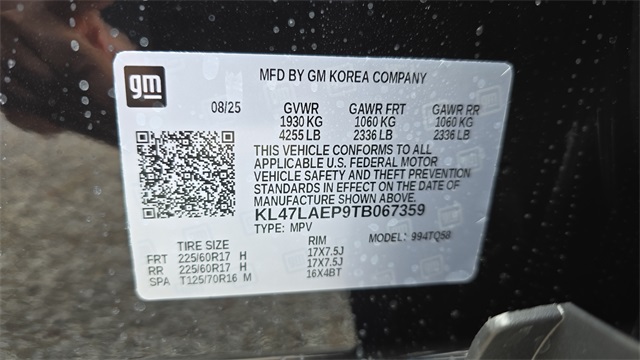 gm
MFD BY GM KOREA COMPANY
08/25 GVWR GAWR FRT GAWR RR
1930 KG 1060 KG 1060 KG
4255 LB 2336 LB 2336 LB
THIS VEHICLE CONFORMS TO ALL
APPLICABLE U.S. FEDERAL MOTOR
VEHICLE SAFETY AND THEFT PREVENTION
STANDARDS IN EFFECT ON THE DATE OF
MANUFACTURE SHOWN ABOVE.
KL47LAEP9TB067359
TYPE: MPV MODEL: 994TQ58
TIRE SIZE RIM
FRT 225/60R17 H 17X7.5J
RR 225/60R17 H 17X7.5J
SPA T125/70R16 M 16X4BT